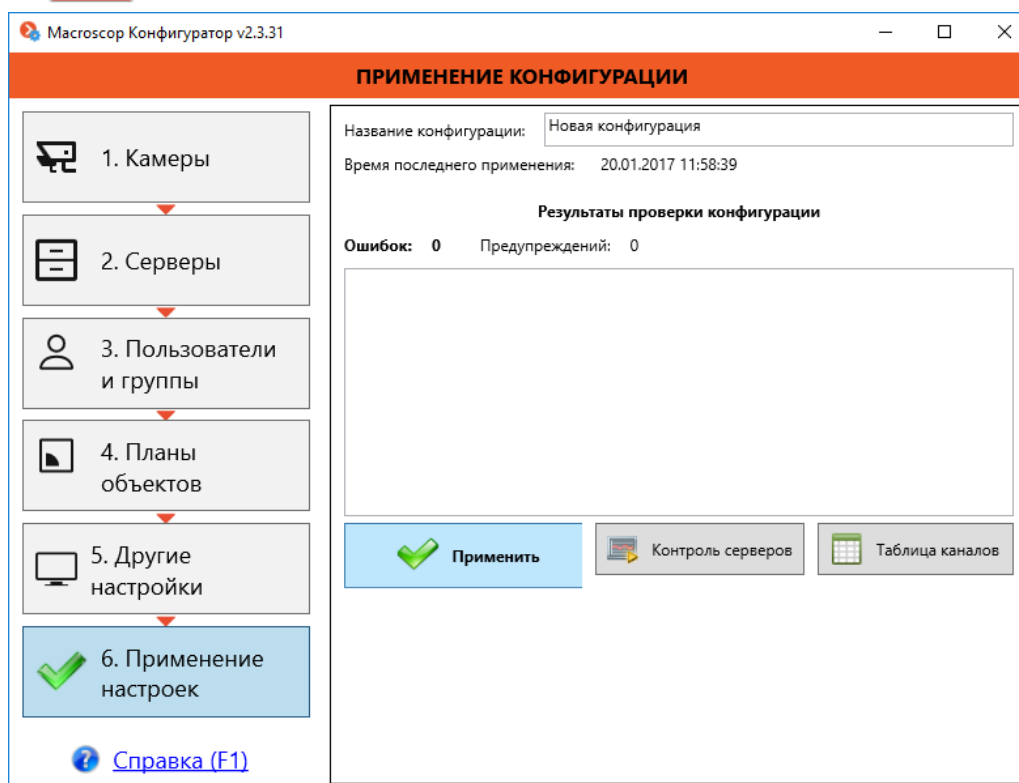 Macroscop Конфигуратор v2.3.31
ПРИМЕНЕНИЕ КОНФИГУРАЦИИ
1. Камеры
2. Серверы
3. Пользователи
и группы
4. Планы
объектов
5. Другие
настройки
6. Применение
настроек
Справка (F1)
Название конфигурации: Новая конфигурация
Время последнего применения: 20.01.2017 11:58:39
Результаты проверки конфигурации
Ошибок: 0 Предупреждений: 0
Применить Контроль серверов Таблица каналов